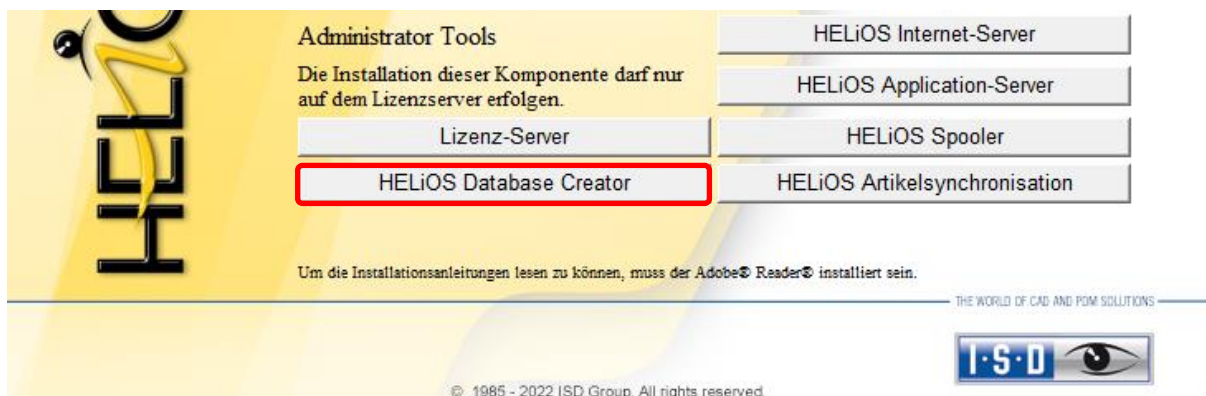 HELiO
Administrator Tools
Die Installation dieser Komponente darf nur
auf dem Lizenzserver erfolgen.
Lizenz-Server
HELiOS Database Creator
HELiOS Internet-Server
HELiOS Application-Server
HELiOS Spooler
HELiOS Artikelsynchronisation
Um die Installationsanleitungen lesen zu können, muss der Adobe® Reader® installiert sein.
THE WORLD OF CAD AND PDM SOLUTIONS
I·S·D
© 1985 - 2022 ISD Group. All rights reserved.